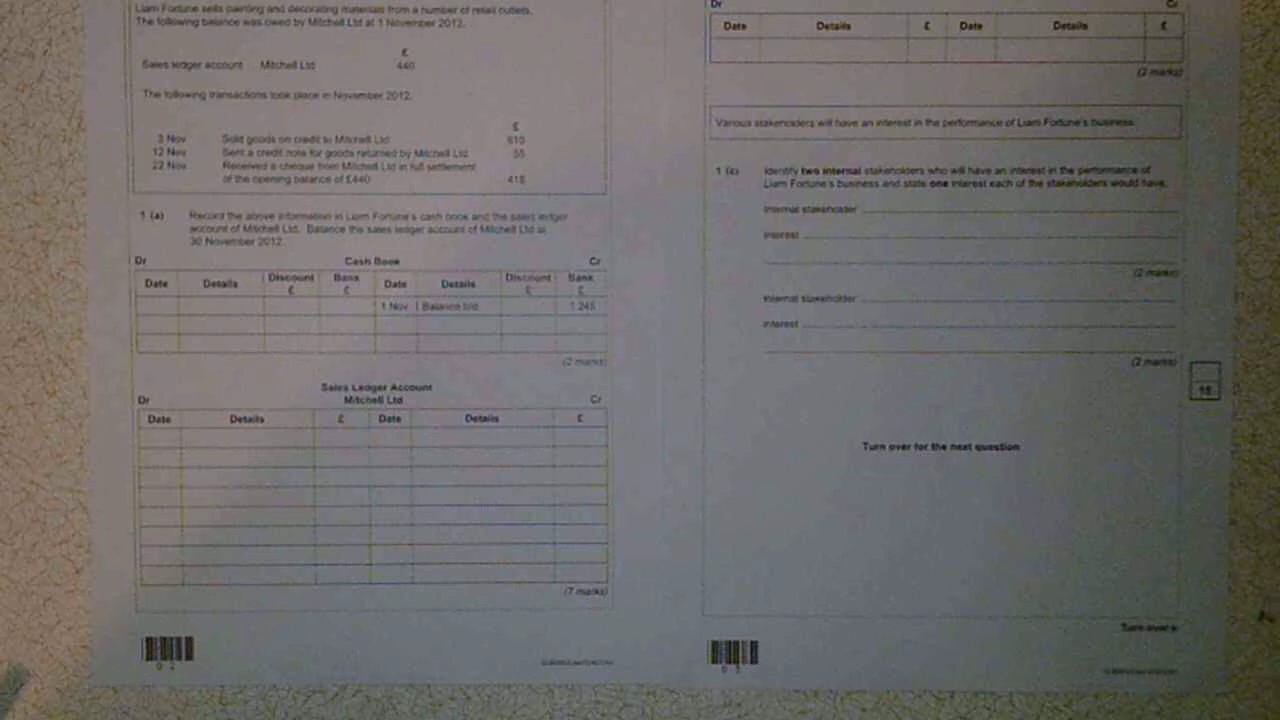 Liam Fortune sells painting and decorating materials from a number of retail outlets.
The following balance was owed by Mitchell Ltd at 1 November 2012.
£
Sales ledger account Mitchell Ltd 440
The following transactions took place in November 2012.
£
3 Nov Sold goods on credit to Mitchell Ltd 610
12 Nov Sent a credit note for goods returned by Mitchell Ltd 55
22 Nov Received a cheque from Mitchell Ltd in full settlement
of the opening balance of £440 418
1 (a) Record the above information in Liam Fortune's cash book and the sales ledger
account of Mitchell Ltd. Balance the sales ledger account of Mitchell Ltd at
30 November 2012.
Dr Cash Book Cr
Date Details Discount £ Bank £ Date Details Discount £ Bank £
1 Nov Balance b/d 1 245
(2 marks)
Sales Ledger Account
Dr Mitchell Ltd Cr
Date Details £ Date Details £
(7 marks)
0 2
Dr Cr
Date Details £ Date Details £
(2 marks)
Various stakeholders will have an interest in the performance of Liam Fortune's business.
1 (c) Identify two internal stakeholders who will have an interest in the performance of
Liam Fortune's business and state one interest each of the stakeholders would have.
Internal stakeholder
Interest
(2 marks)
Internal stakeholder
Interest
(2 marks)
Turn over for the next question
Turn over
0 3